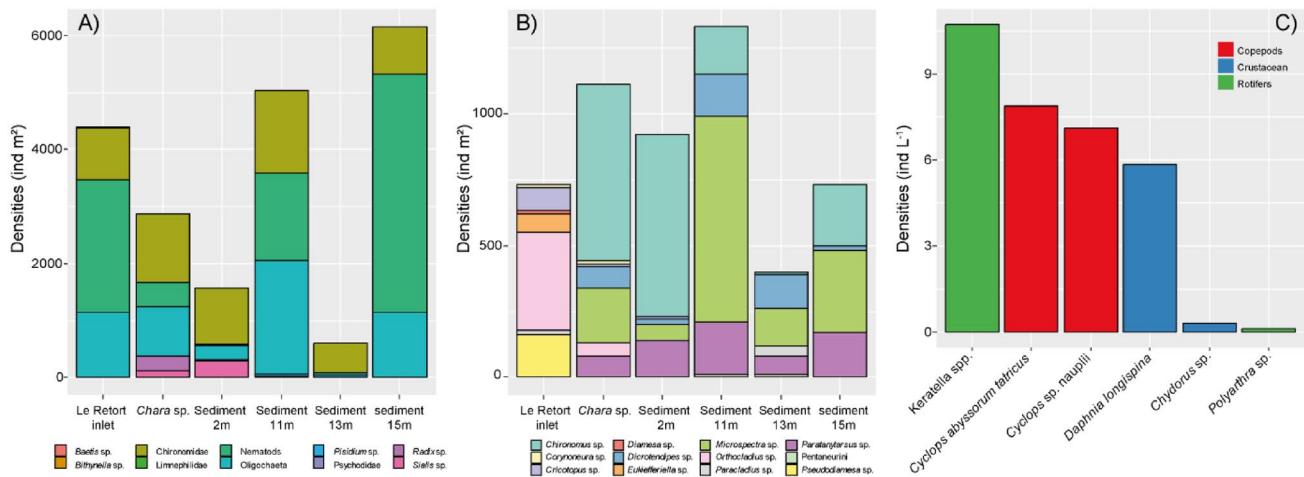 A)
Densities (ind m²)
6000
4000
2000
0
Le Retort inlet
Chara sp.
Sediment 2m
Sediment 11m
Sediment 13m
sediment 15m
Baetis sp.
Chironomidae
Nematods
Pisidium sp.
Radix sp.
Bithynella sp.
Limnephilidae
Oligochaeta
Psychodidae
Sialis sp.
B)
Densities (ind m²)
1000
500
0
Le Retort inlet
Chara sp.
Sediment 2m
Sediment 11m
Sediment 13m
sediment 15m
Chironomus sp.
Diamesa sp.
Microspectra sp.
Paratanytarsus sp.
Corynoneura sp.
Dicrotendipes sp.
Orthocladius sp.
Pentaneurini
Cricotopus sp.
Eukiefferiella sp.
Paracladius sp.
Pseudodiamesa sp.
C)
Densities (ind L⁻¹)
9
6
3
0
Copepods
Crustacean
Rotifers
Keratella spp.
Cyclops abyssorum tatricus
Cyclops sp. nauplii
Daphnia longispina
Chydorus sp.
Polyarthra sp.